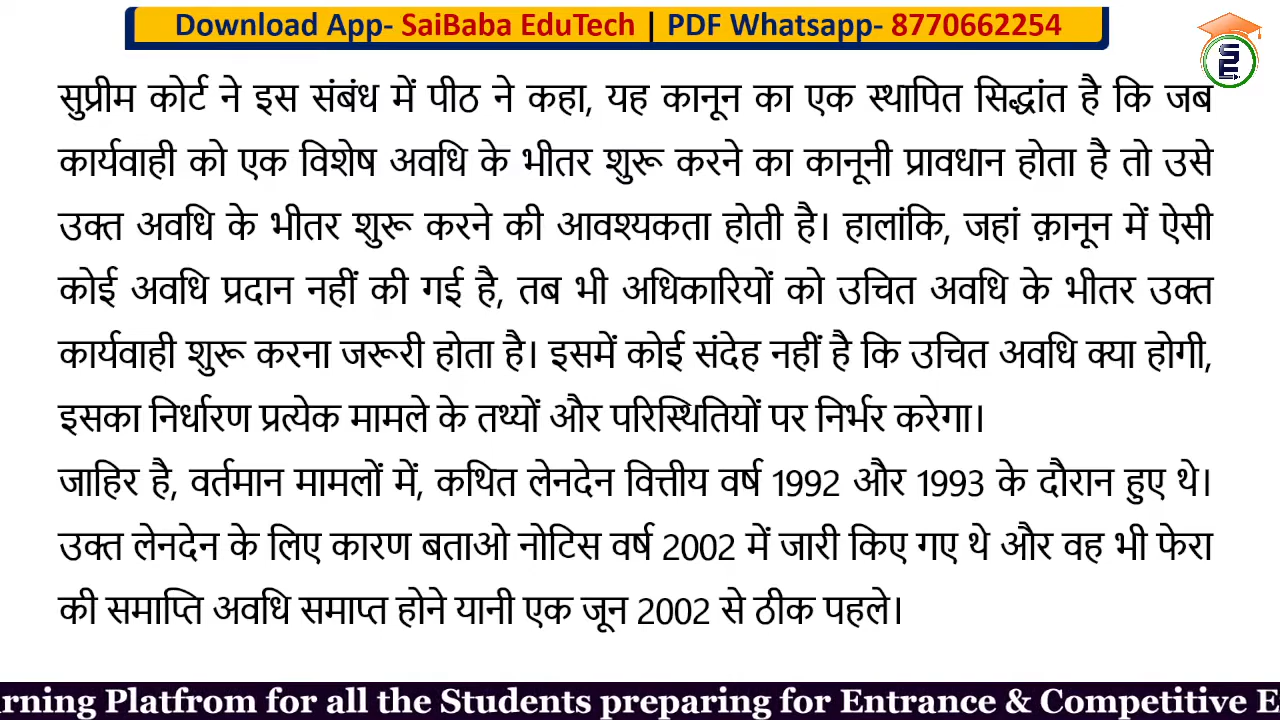 Download App- SaiBaba EduTech | PDF Whatsapp- 8770662254
SE
सुप्रीम कोर्ट ने इस संबंध में पीठ ने कहा, यह कानून का एक स्थापित सिद्धांत है कि जब
कार्यवाही को एक विशेष अवधि के भीतर शुरू करने का कानूनी प्रावधान होता है तो उसे
उक्त अवधि के भीतर शुरू करने की आवश्यकता होती है। हालांकि, जहां क़ानून में ऐसी
कोई अवधि प्रदान नहीं की गई है, तब भी अधिकारियों को उचित अवधि के भीतर उक्त
कार्यवाही शुरू करना जरूरी होता है। इसमें कोई संदेह नहीं है कि उचित अवधि क्या होगी,
इसका निर्धारण प्रत्येक मामले के तथ्यों और परिस्थितियों पर निर्भर करेगा।
जाहिर है, वर्तमान मामलों में, कथित लेनदेन वित्तीय वर्ष 1992 और 1993 के दौरान हुए थे।
उक्त लेनदेन के लिए कारण बताओ नोटिस वर्ष 2002 में जारी किए गए थे और वह भी फेरा
की समाप्ति अवधि समाप्त होने यानी एक जून 2002 से ठीक पहले।
rning Platfrom for all the Students preparing for Entrance & Competitive E